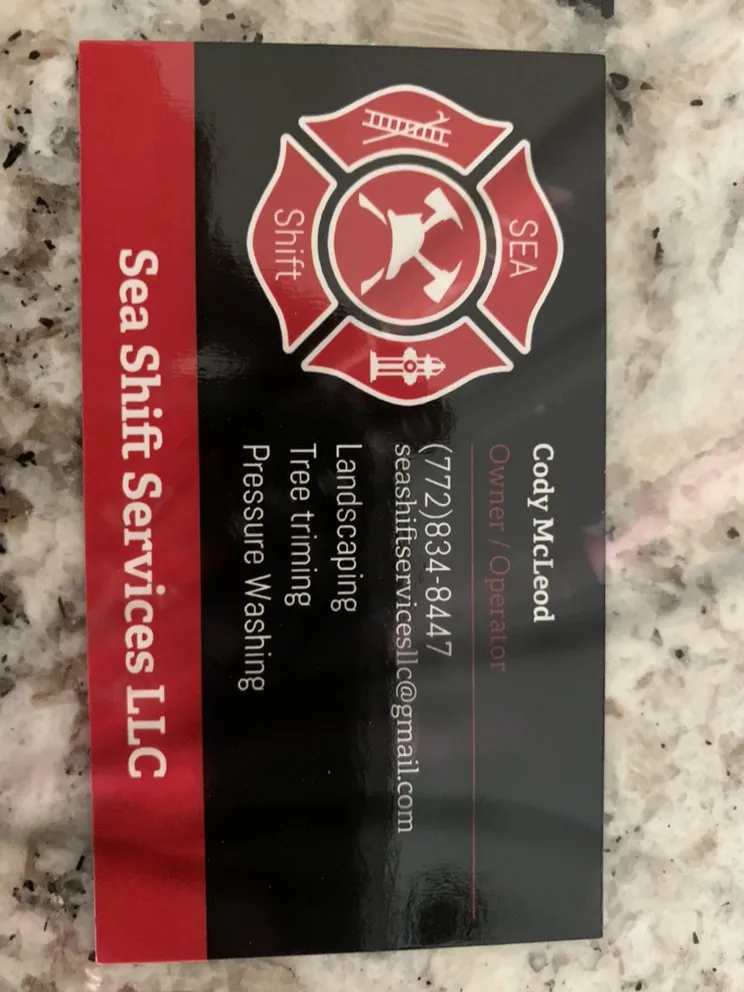 SEA
Shift
Cody McLeod
Owner / Operator
(772)834-8447
seashiftservicesllc@gmail.com
Landscaping
Tree triming
Pressure Washing
Sea Shift Services LLC